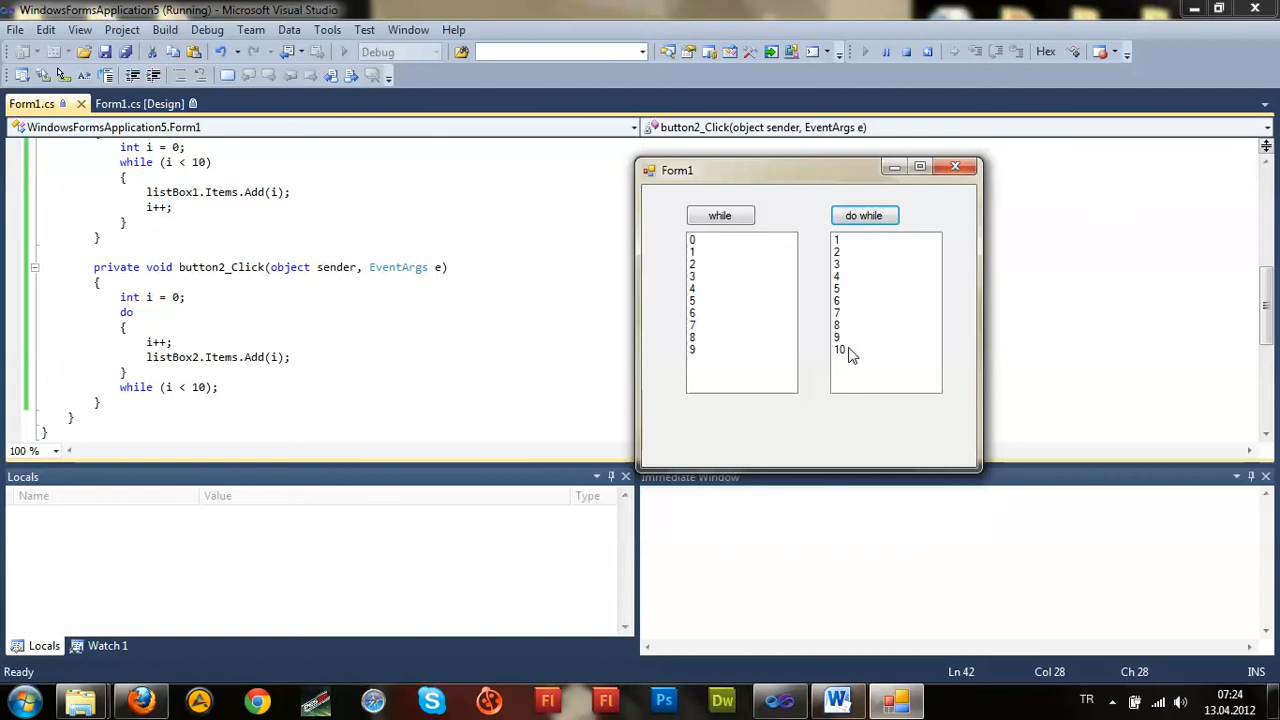 WindowsFormsApplication5 (Running) - Microsoft Visual Studio
File Edit View Project Build Debug Team Data Tools Test Window Help
Debug Hex
Form1.cs Form1.cs [Design]
WindowsFormsApplication5.Form1 button2_Click(object sender, EventArgs e)
int i = 0;
while (i < 10)
{
listBox1.Items.Add(i);
i++;
}
}
private void button2_Click(object sender, EventArgs e)
{
int i = 0;
do
{
i++;
listBox2.Items.Add(i);
}
while (i < 10);
}
}
}
100 %
Form1
while do while
0
1
2
3
4
5
6
7
8
9
1
2
3
4
5
6
7
8
9
10
Locals
Name Value Type
Immediate Window
Locals Watch 1
Ready Ln 42 Col 28 Ch 28 INS
Fl Fl Ps Dw W TR 07:24
13.04.2012